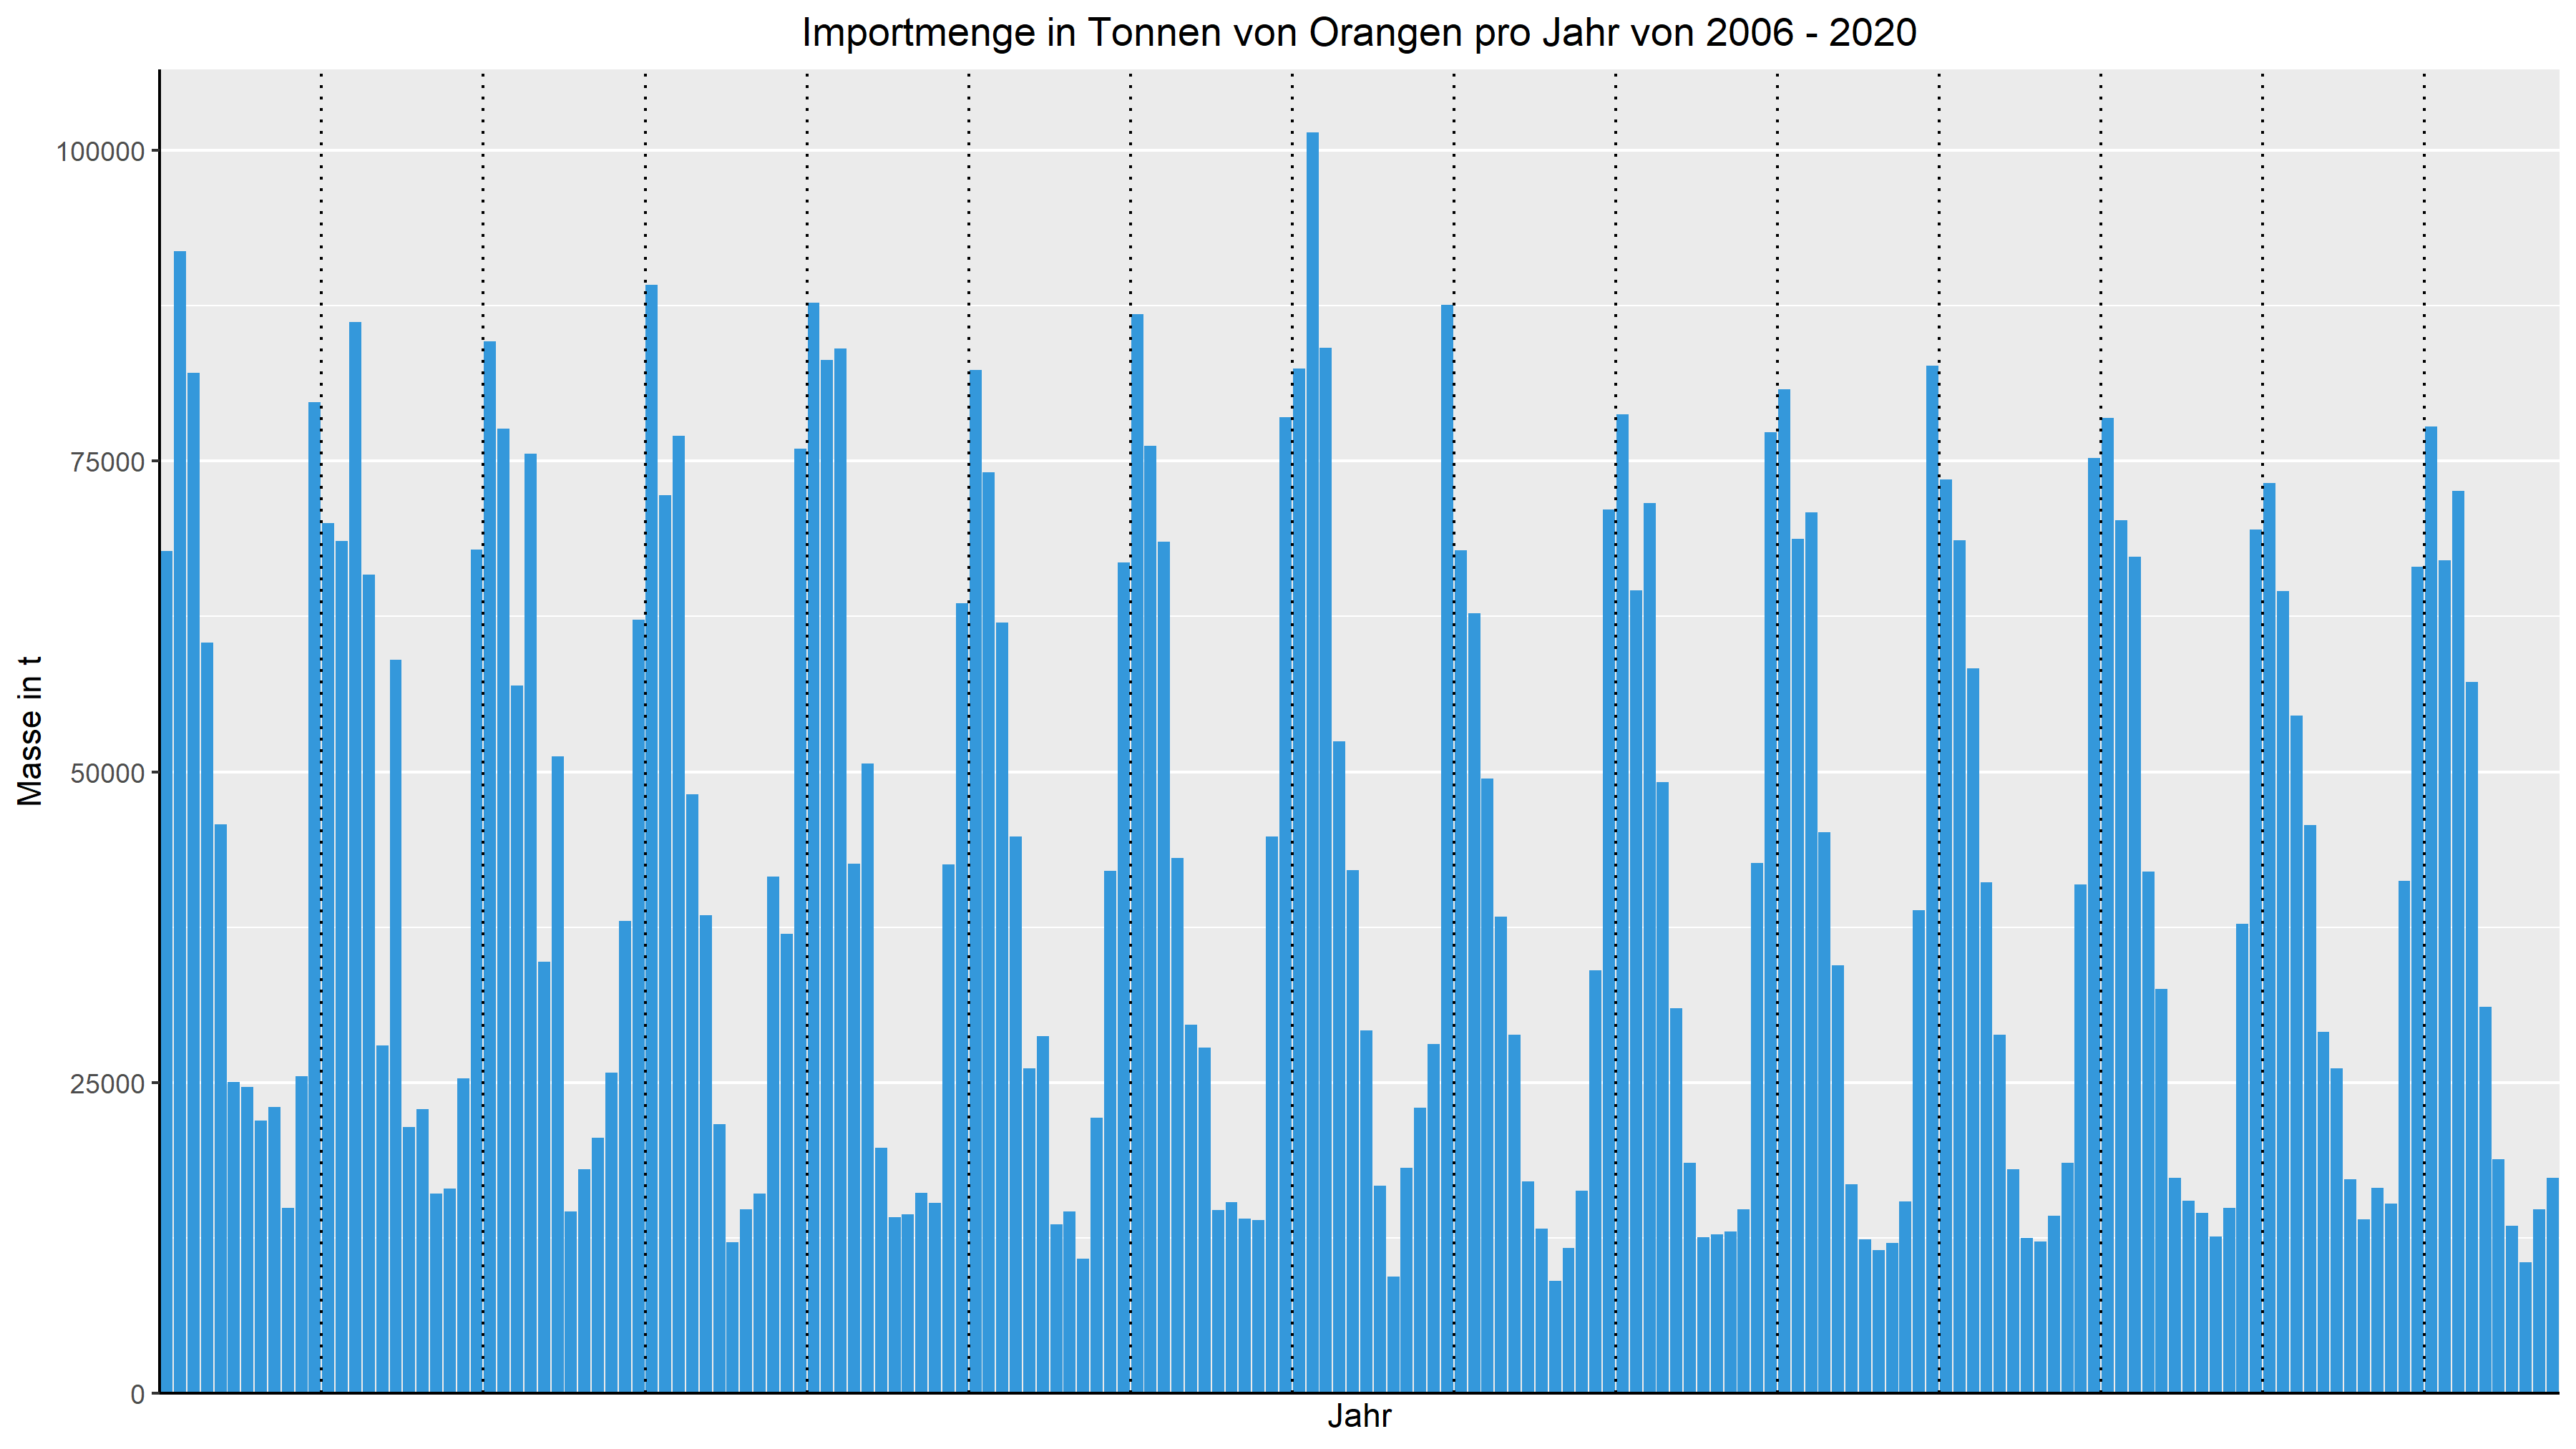 Importmenge in Tonnen von Orangen pro Jahr von 2006 - 2020
100000
75000
50000
25000
0
Masse in t
Jahr